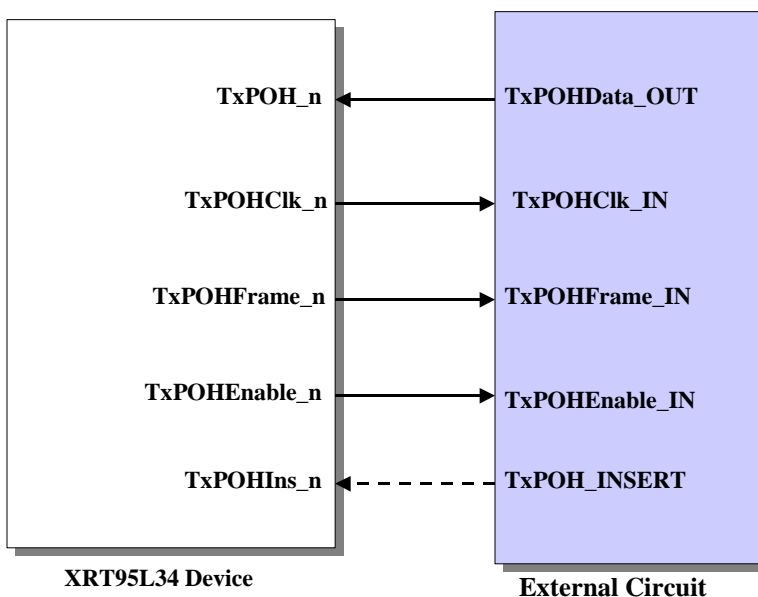 TxPOH_n TxPOHData_OUT
TxPOHClk_n TxPOHClk_IN
TxPOHFrame_n TxPOHFrame_IN
TxPOHEnable_n TxPOHEnable_IN
TxPOHIns_n TxPOH_INSERT
XRT95L34 Device
External Circuit